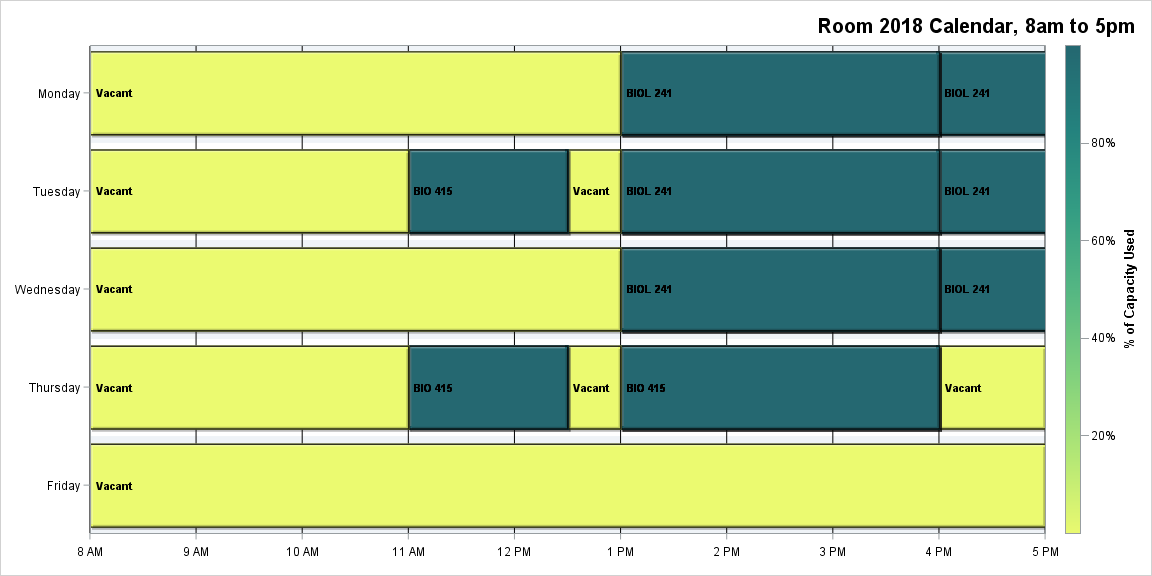 Room 2018 Calendar, 8am to 5pm
Monday Vacant BIOL 241 BIOL 241
80%
Tuesday Vacant BIO 415 Vacant BIOL 241 BIOL 241
60%
% of Capacity Used
Wednesday Vacant BIOL 241 BIOL 241
40%
Thursday Vacant BIO 415 Vacant BIO 415 Vacant
20%
Friday Vacant
8 AM 9 AM 10 AM 11 AM 12 PM 1 PM 2 PM 3 PM 4 PM 5 PM